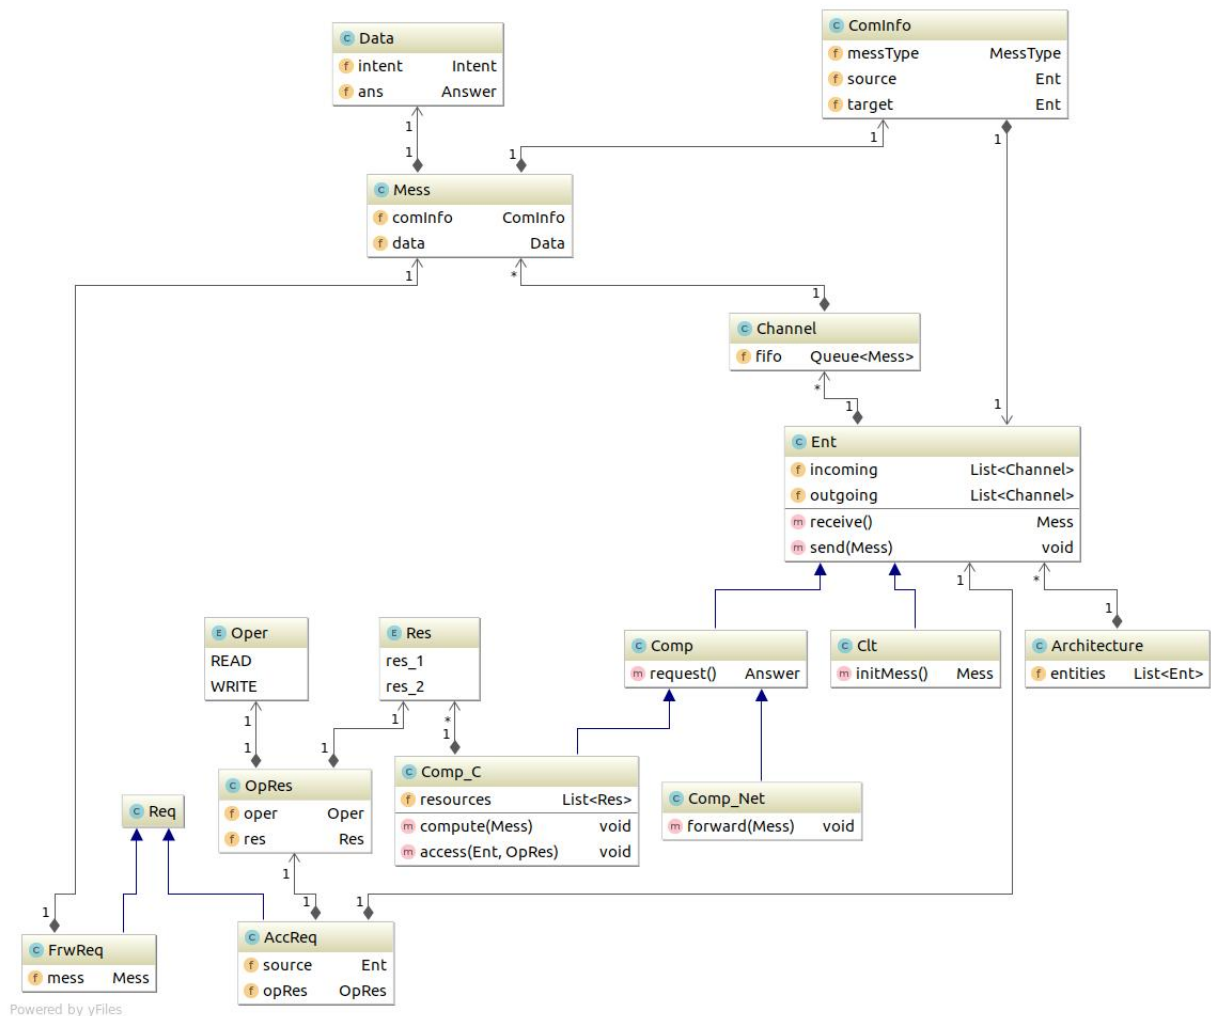 Data
intent Intent
ans Answer
ComInfo
messType MessType
source Ent
target Ent
1
1
1
1
1
Mess
comInfo ComInfo
data Data
1
*
1
Channel
fifo Queue<Mess>
*
1
1
Ent
incoming List<Channel>
outgoing List<Channel>
receive() Mess
send(Mess) void
1
*
1
Oper
READ
WRITE
Res
res_1
res_2
Comp
request() Answer
Clt
initMess() Mess
Architecture
entities List<Ent>
1
1
1
1
*
1
OpRes
oper Oper
res Res
Comp_C
resources List<Res>
compute(Mess) void
access(Ent, OpRes) void
Comp_Net
forward(Mess) void
Req
1
1
1
1
FrwReq
mess Mess
AccReq
source Ent
opRes OpRes
Powered by yFiles